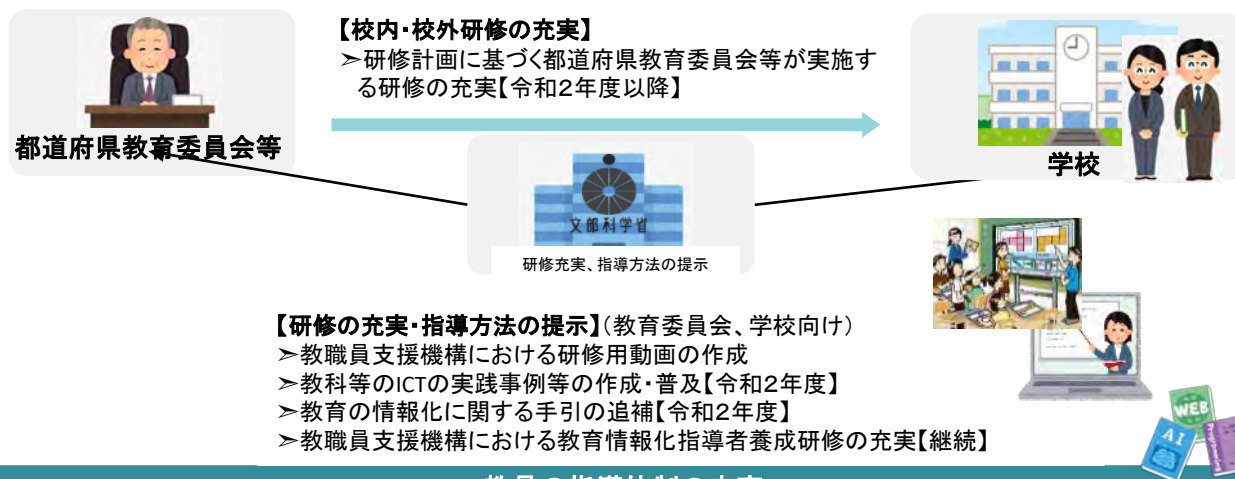 【校内・校外研修の充実】
➣研修計画に基づく都道府県教育委員会等が実施す
る研修の充実【令和2年度以降】
都道府県教育委員会等
学校
文部科学省
研修充実、指導方法の提示
【研修の充実・指導方法の提示】(教育委員会、学校向け)
➣教職員支援機構における研修用動画の作成
➣教科等のICTの実践事例等の作成・普及【令和2年度】
➣教育の情報化に関する手引の追補【令和2年度】
➣教職員支援機構における教育情報化指導者養成研修の充実【継続】
WEB
AI
Programming